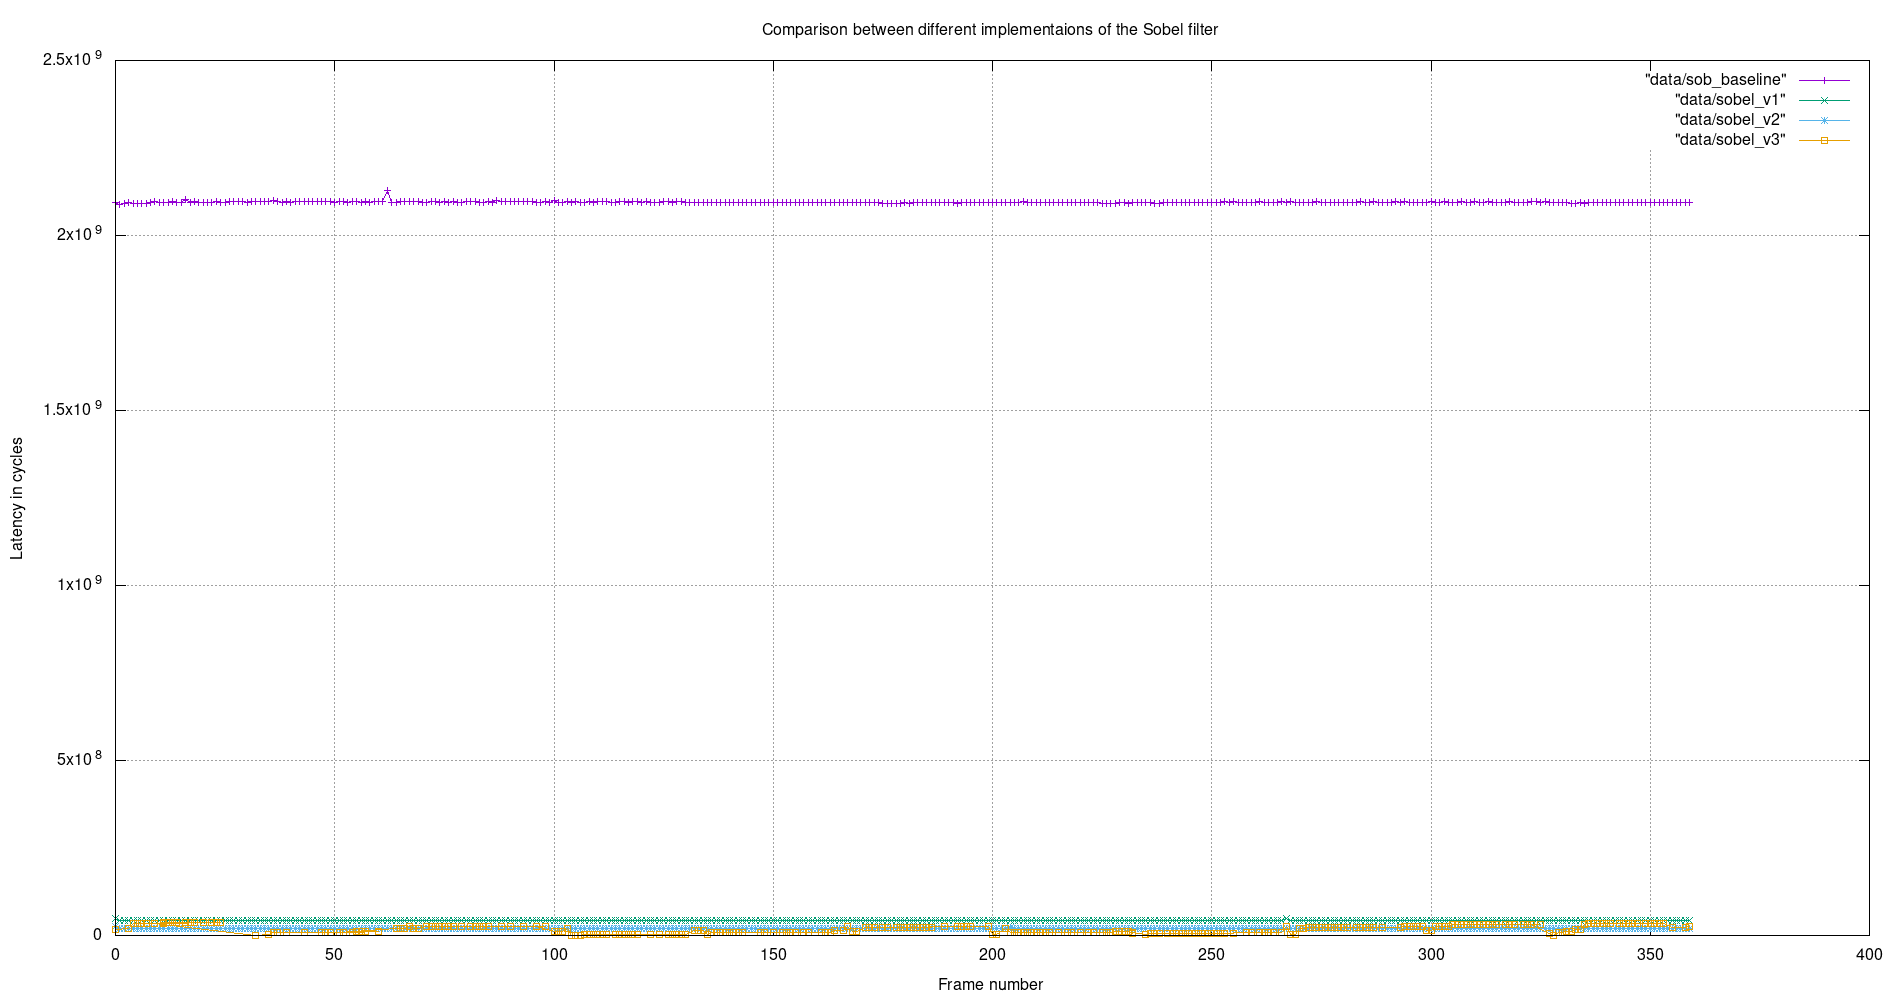 Comparison between different implementaions of the Sobel filter
2.5x10^9
2x10^9
1.5x10^9
1x10^9
5x10^8
0
Latency in cycles
"data/sob_baseline"
"data/sobel_v1"
"data/sobel_v2"
"data/sobel_v3"
0 50 100 150 200 250 300 350 400
Frame number